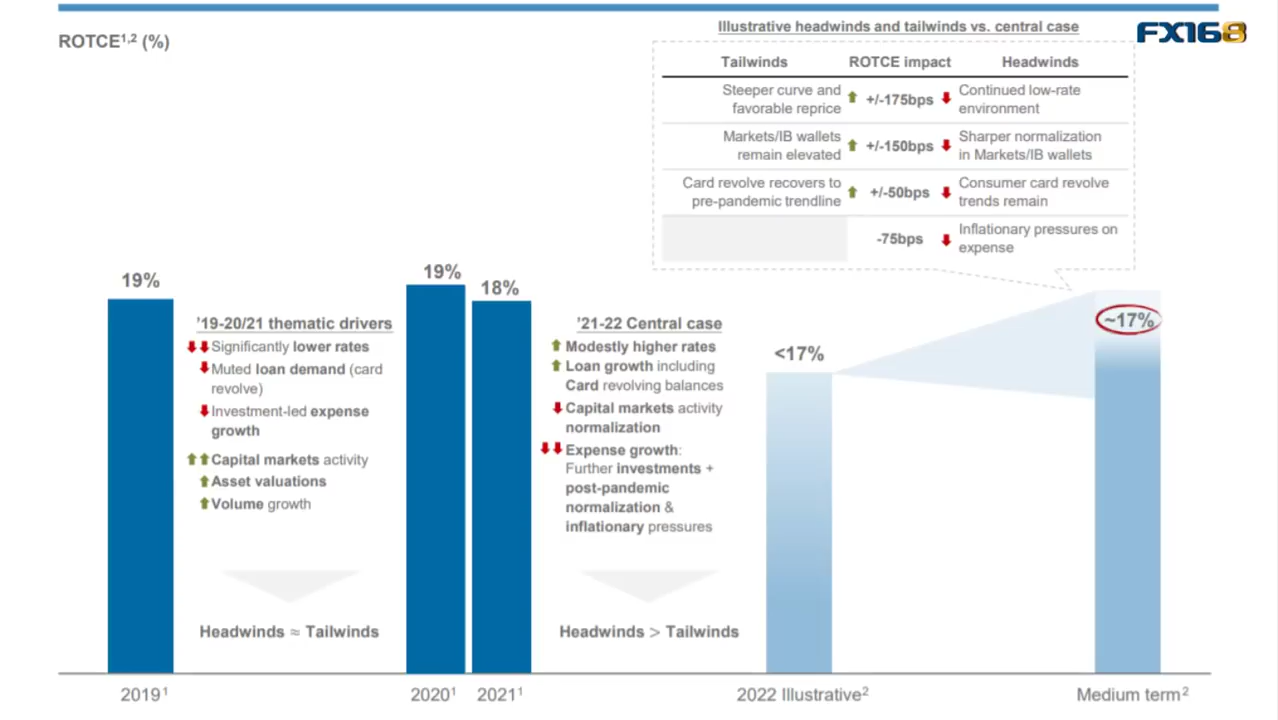 ROTCE1,2 (%)
Illustrative headwinds and tailwinds vs. central case
FX168
Tailwinds ROTCE impact Headwinds
Steeper curve and
favorable reprice
+/-175bps
Continued low-rate
environment
Markets/IB wallets
remain elevated
+/-150bps
Sharper normalization
in Markets/IB wallets
Card revolve recovers to
pre-pandemic trendline
+/-50bps
Consumer card revolve
trends remain
-75bps
Inflationary pressures on
expense
19%
'19-20/21 thematic drivers
Significantly lower rates
Muted loan demand (card
revolve)
Investment-led expense
growth
Capital markets activity
Asset valuations
Volume growth
Headwinds ≈ Tailwinds
19%
18%
'21-22 Central case
Modestly higher rates
Loan growth including
Card revolving balances
Capital markets activity
normalization
Expense growth:
Further investments +
post-pandemic
normalization &
inflationary pressures
Headwinds > Tailwinds
<17%
~17%
20191
20201
20211
2022 Illustrative2
Medium term2